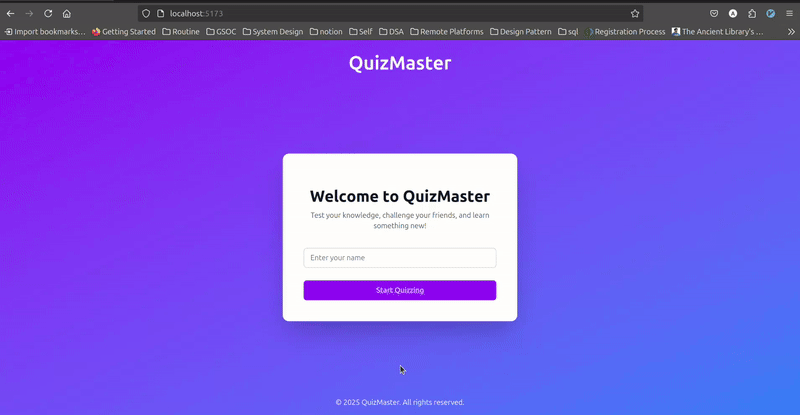 localhost:5173
Import bookmarks... Getting Started Routine GSOC System Design notion Self DSA Remote Platforms Design Pattern sql Registration Process The Ancient Library's ...
QuizMaster
Welcome to QuizMaster
Test your knowledge, challenge your friends, and learn
something new!
Enter your name
Start Quizzing
© 2025 QuizMaster. All rights reserved.